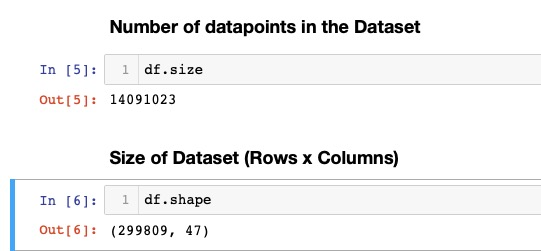 Number of datapoints in the Dataset
In [5]: 1 df.size
Out[5]: 14091023
Size of Dataset (Rows x Columns)
In [6]: 1 df.shape
Out[6]: (299809, 47)